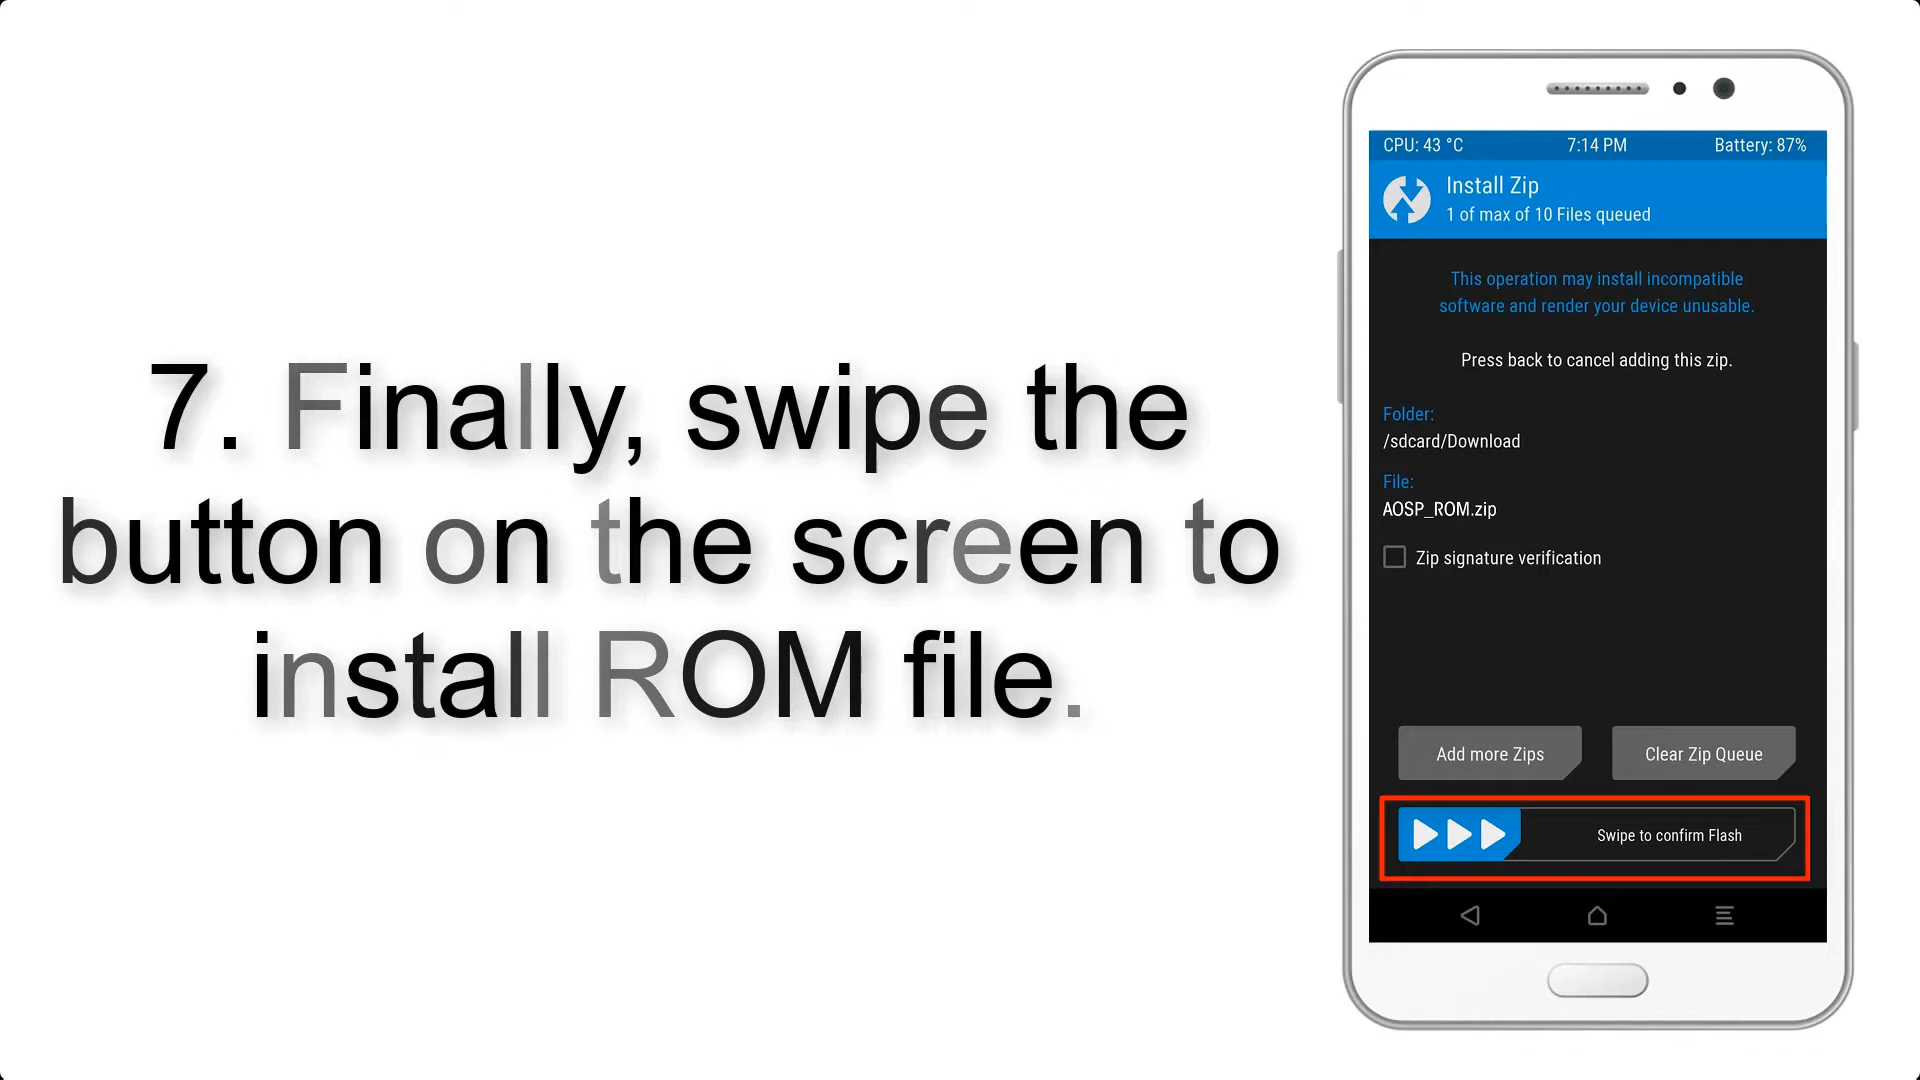 7. Finally, swipe the
button on the screen to
install ROM file.
CPU: 43 °C 7:14 PM Battery: 87%
Install Zip
1 of max of 10 Files queued
This operation may install incompatible
software and render your device unusable.
Press back to cancel adding this zip.
Folder:
/sdcard/Download
File:
AOSP_ROM.zip
Zip signature verification
Add more Zips Clear Zip Queue
Swipe to confirm Flash